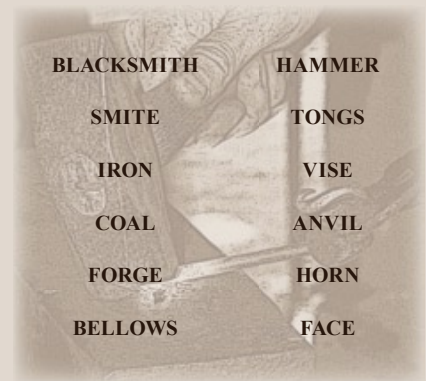 BLACKSMITH
SMITE
IRON
COAL
FORGE
BELLOWS
HAMMER
TONGS
VISE
ANVIL
HORN
FACE